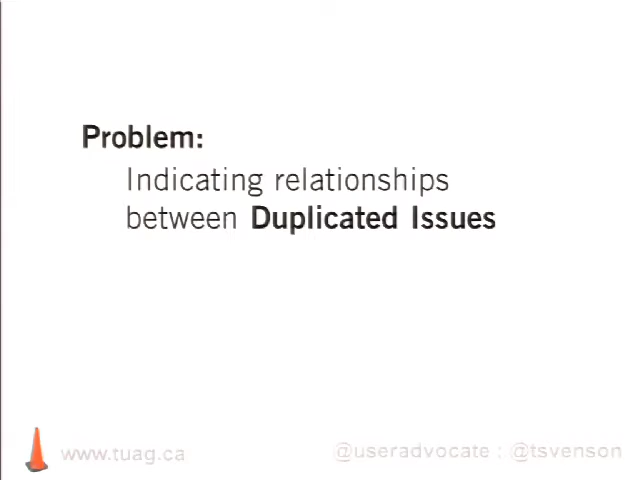 Problem:
Indicating relationships
between Duplicated Issues
www.tuag.ca
@useradvocate : @tsvenson